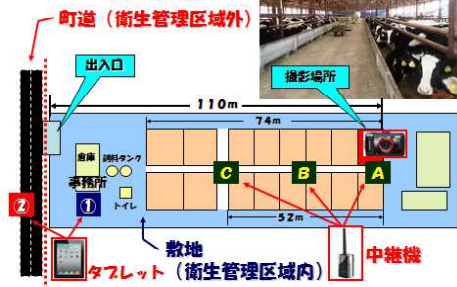 町道（衛生管理区域外）
出入口
撮影場所
110m
74m
倉庫
飼料タンク
C
B
A
事務所
②
①
トイレ
52m
敷地
中継機
タブレット（衛生管理区域内）